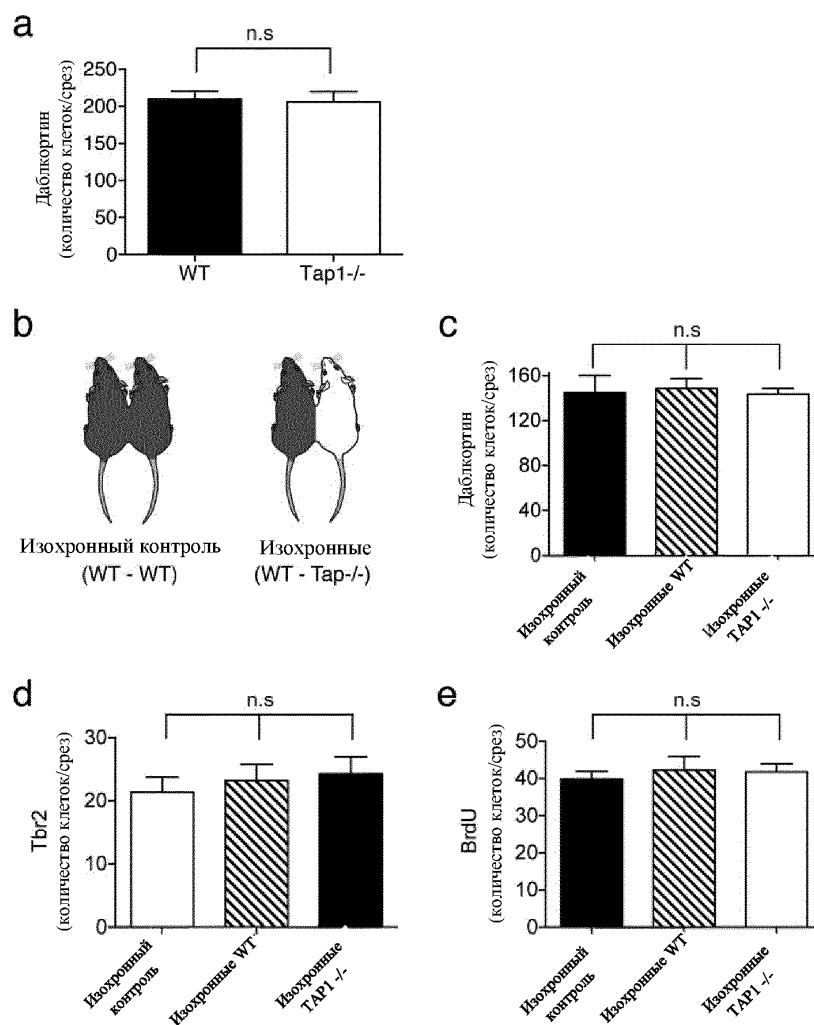 a
n.s
Даблкортин
(количество клеток/срез)
250
200
150
100
50
0
WT
Tap1-/-
b
Изохронный контроль
(WT - WT)
Изохронные
(WT - Tap-/-)
c
n.s
Даблкортин
(количество клеток/срез)
160
120
80
40
0
Изохронный
контроль
Изохронные WT
Изохронные
TAP1 -/-
d
n.s
Tbr2
(количество клеток/срез)
30
20
10
0
Изохронный
контроль
Изохронные WT
Изохронные
TAP1 -/-
e
n.s
BrdU
(количество клеток/срез)
50
40
30
20
10
0
Изохронный
контроль
Изохронные WT
Изохронные
TAP1 -/-